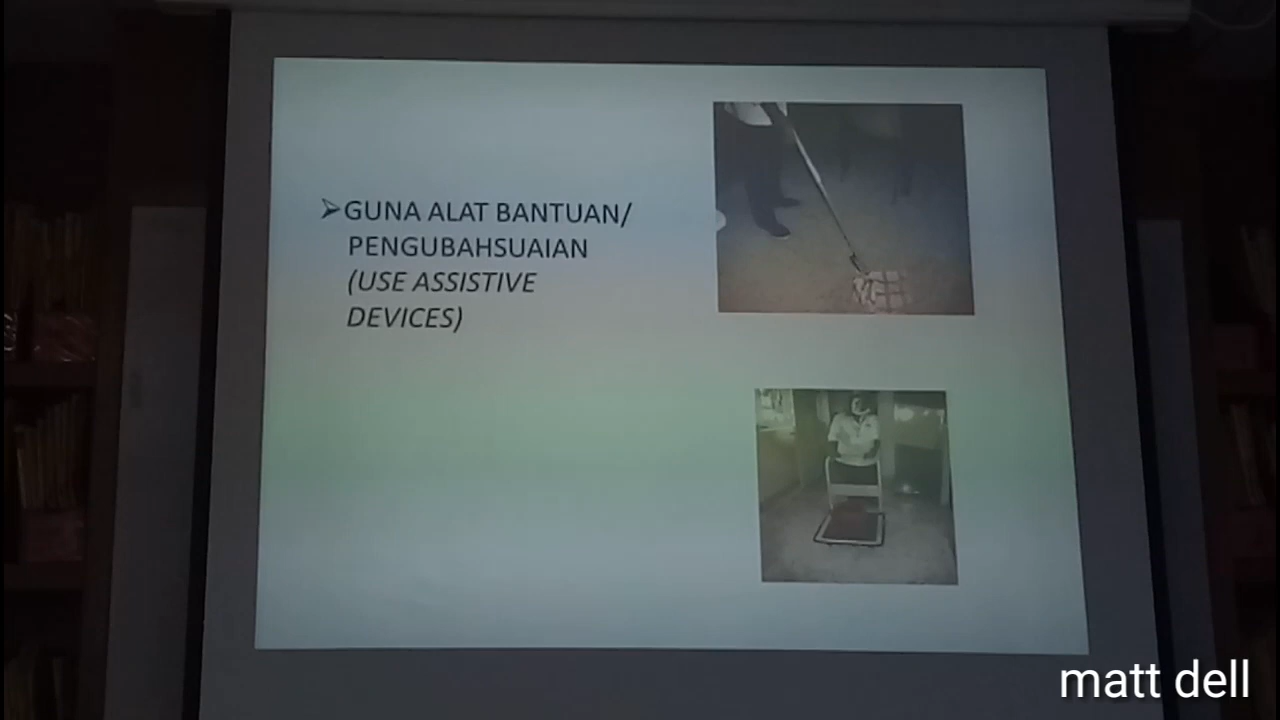 ➢GUNA ALAT BANTUAN/
PENGUBAHSUAIAN
(USE ASSISTIVE
DEVICES)
matt dell